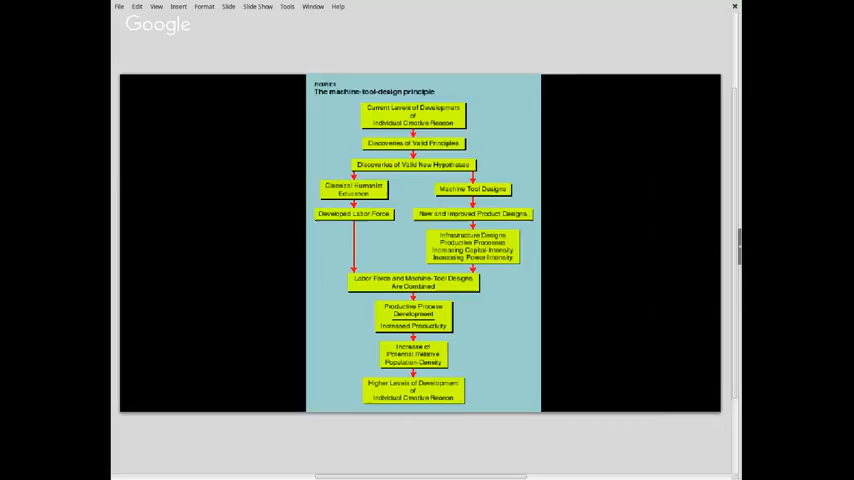 File Edit View Insert Format Slide Slide Show Tools Window Help
Google
The machine-tool-design principle
Current Levels of Development
of
Individual Creative Reason
Discoveries of Valid Principles
Discoveries of Valid New Hypotheses
Classical Humanist
Education
Machine Tool Designs
Developed Labor Force
New and Improved Product Designs
Infrastructure Designs
Productive Processes
Increasing Capital-Intensity
Increasing Power-Intensity
Labor Force and Machine-Tool Designs
Are Combined
Productive Process
Development
Increased Productivity
Increase of
Potential Relative
Population-Density
Higher Levels of Development
of
Individual Creative Reason